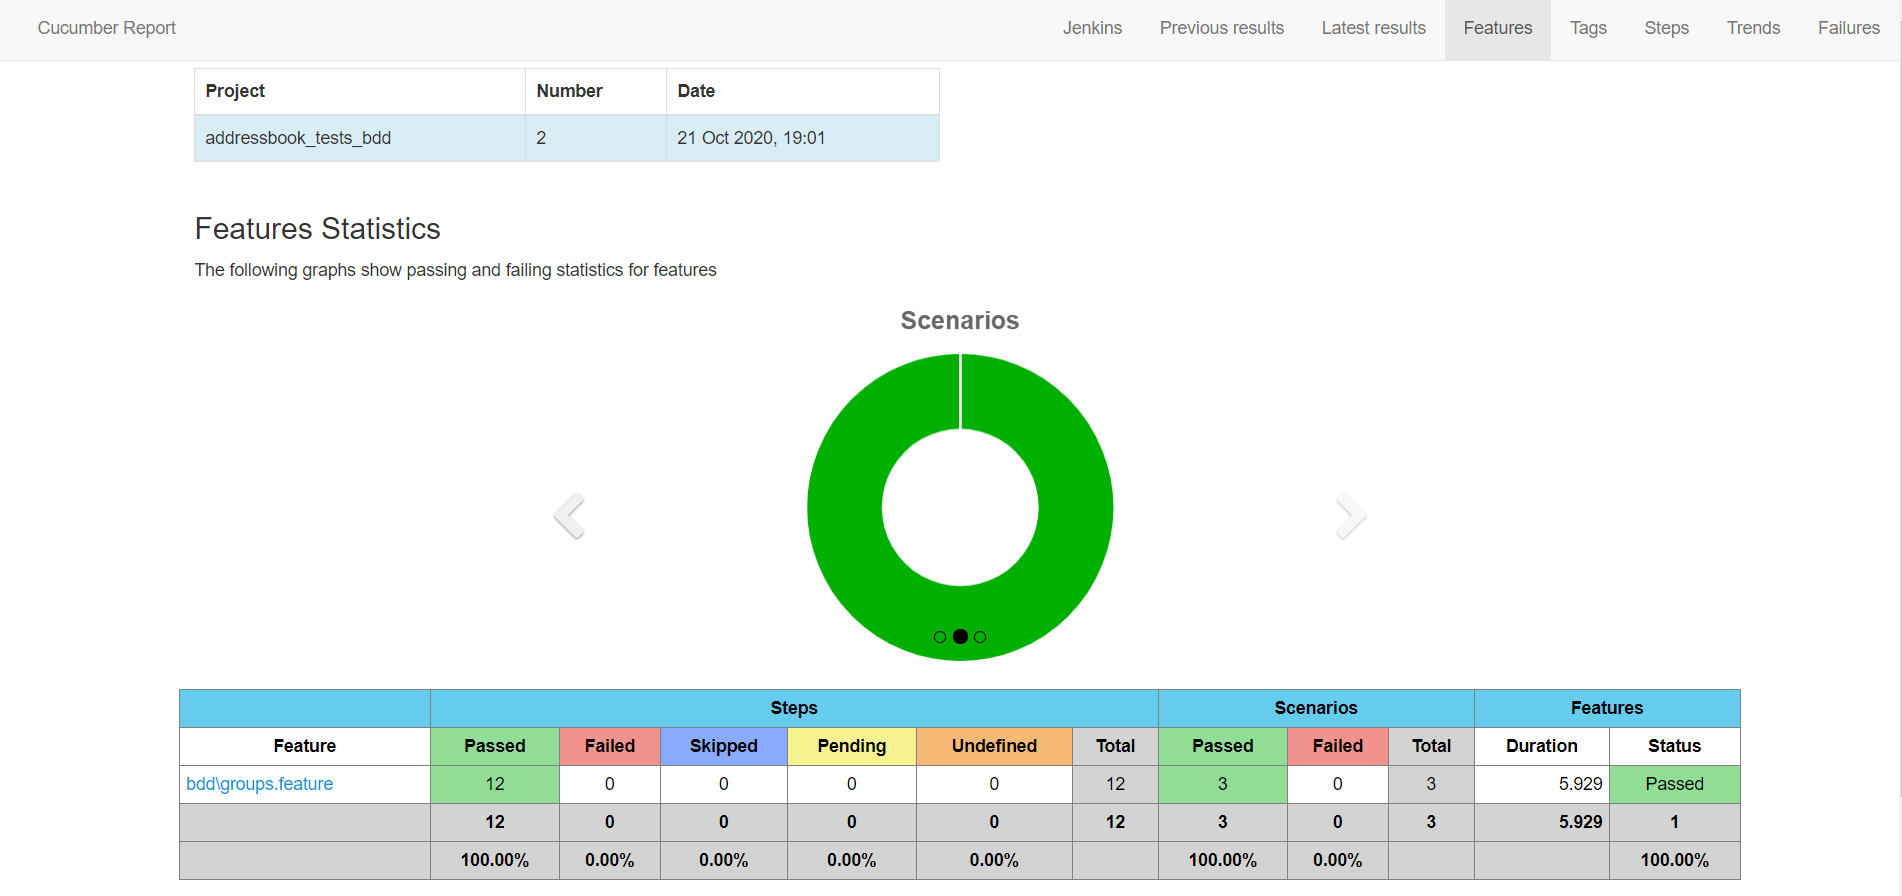 Cucumber Report Jenkins Previous results Latest results Features Tags Steps Trends Failures
Project Number Date
addressbook_tests_bdd 2 21 Oct 2020, 19:01
Features Statistics
The following graphs show passing and failing statistics for features
Scenarios
Steps Scenarios Features
Feature Passed Failed Skipped Pending Undefined Total Passed Failed Total Duration Status
bdd\groups.feature 12 0 0 0 0 12 3 0 3 5.929 Passed
12 0 0 0 0 12 3 0 3 5.929 1
100.00% 0.00% 0.00% 0.00% 0.00% 100.00% 0.00% 100.00%